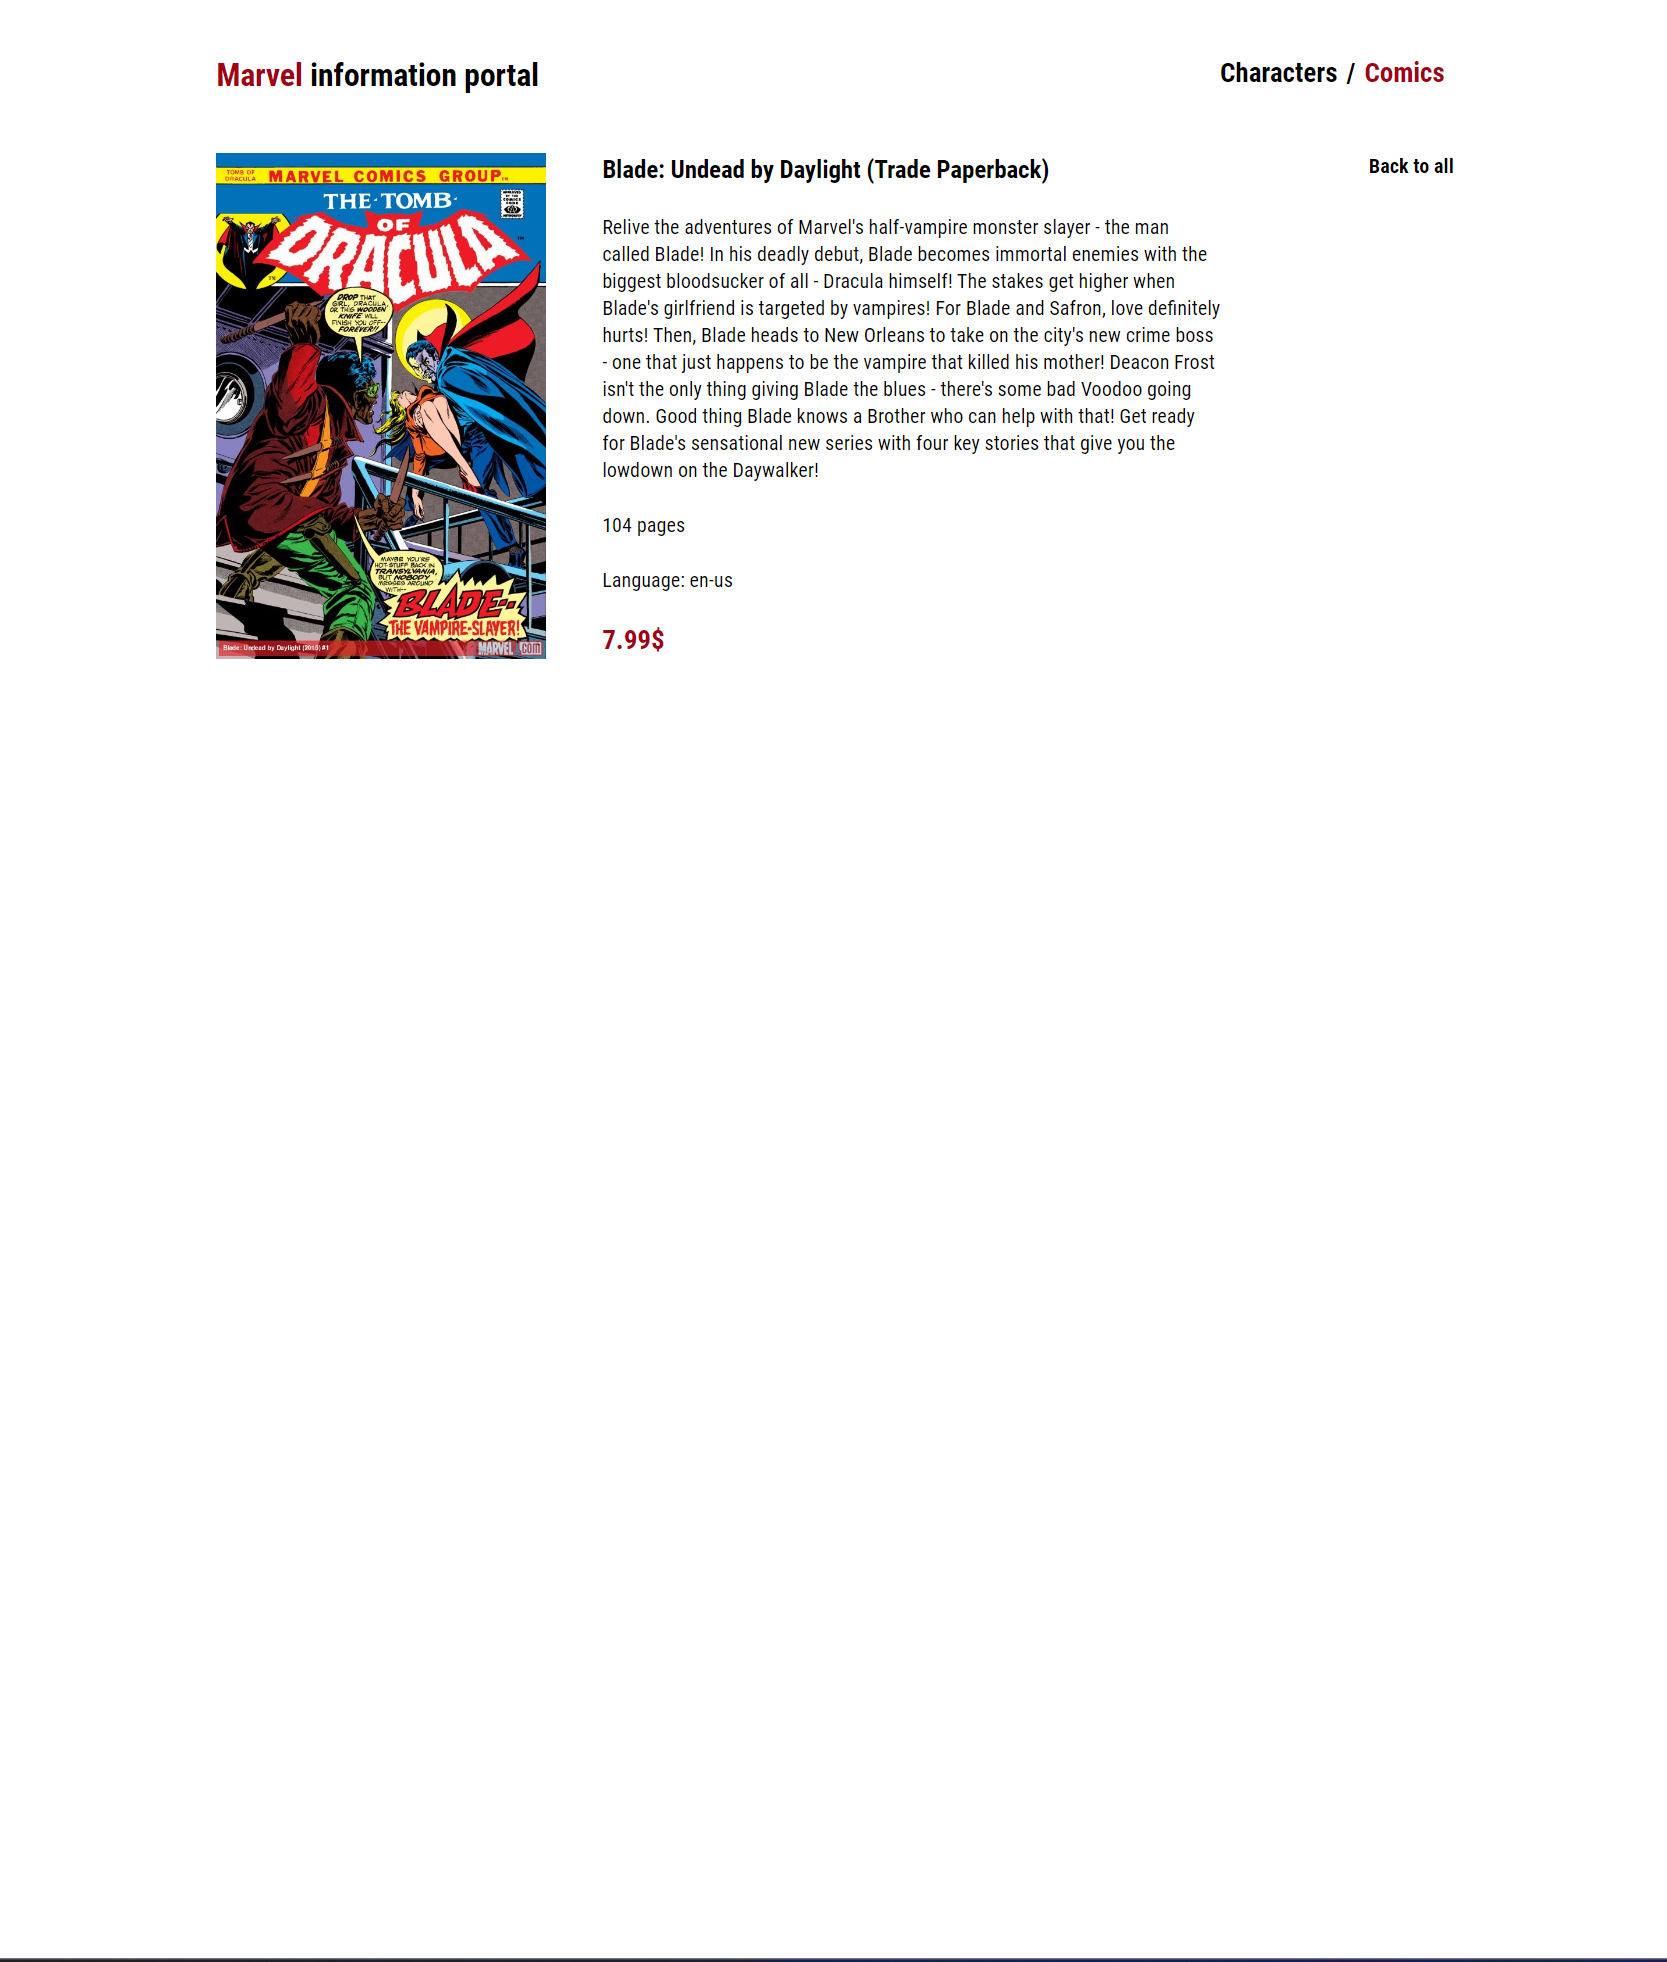 Marvel information portal
Characters / Comics
TOMB OF
DRACULA
MARVEL COMICS GROUP™
THE TOMB
OF
DRACULA
DROP THAT
GIRL, DRACULA,
OR THIS WOODEN
KNIFE WILL
FINISH YOU OFF--
FOREVER!!
MAYBE YOU'RE
HOT-STUFF BACK IN
TRANSYLVANIA,
BUT NOBODY
MESSES AROUND
WITH--
BLADE--
THE VAMPIRE-SLAYER!
Blade: Undead by Daylight (2015) #1
MARVEL.COM
Blade: Undead by Daylight (Trade Paperback)
Back to all
Relive the adventures of Marvel's half-vampire monster slayer - the man
called Blade! In his deadly debut, Blade becomes immortal enemies with the
biggest bloodsucker of all - Dracula himself! The stakes get higher when
Blade's girlfriend is targeted by vampires! For Blade and Safron, love definitely
hurts! Then, Blade heads to New Orleans to take on the city's new crime boss
- one that just happens to be the vampire that killed his mother! Deacon Frost
isn't the only thing giving Blade the blues - there's some bad Voodoo going
down. Good thing Blade knows a Brother who can help with that! Get ready
for Blade's sensational new series with four key stories that give you the
lowdown on the Daywalker!
104 pages
Language: en-us
7.99$